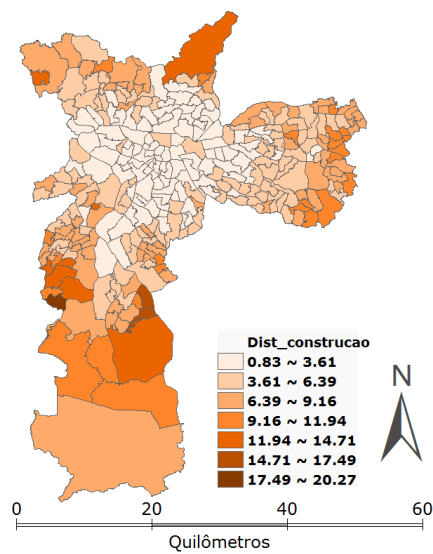 Dist_construcao
0.83 ~ 3.61
3.61 ~ 6.39
6.39 ~ 9.16
9.16 ~ 11.94
11.94 ~ 14.71
14.71 ~ 17.49
17.49 ~ 20.27
N
0 20 40 60
Quilômetros